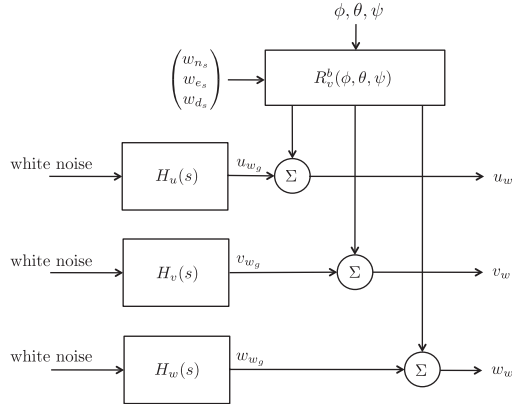 ϕ, θ, ψ
w_{n_s}
w_{e_s}
w_{d_s}
R_v^b(ϕ, θ, ψ)
white noise
H_u(s)
u_{w_g}
Σ
u_w
white noise
H_v(s)
v_{w_g}
Σ
v_w
white noise
H_w(s)
w_{w_g}
Σ
w_w